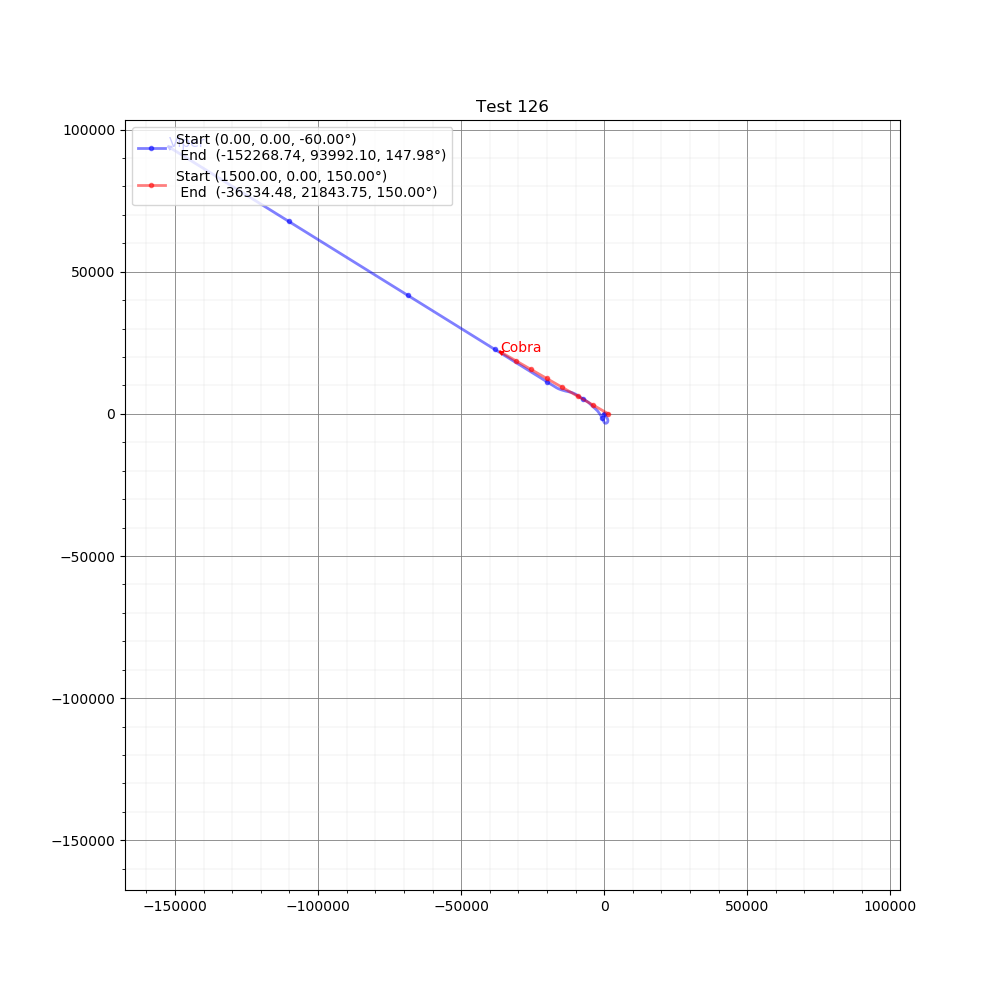 Test 126
Start (0.00, 0.00, -60.00°)
End (-152268.74, 93992.10, 147.98°)
Start (1500.00, 0.00, 150.00°)
End (-36334.48, 21843.75, 150.00°)
100000
50000
0
−50000
−100000
−150000
Cobra
−150000 −100000 −50000 0 50000 100000